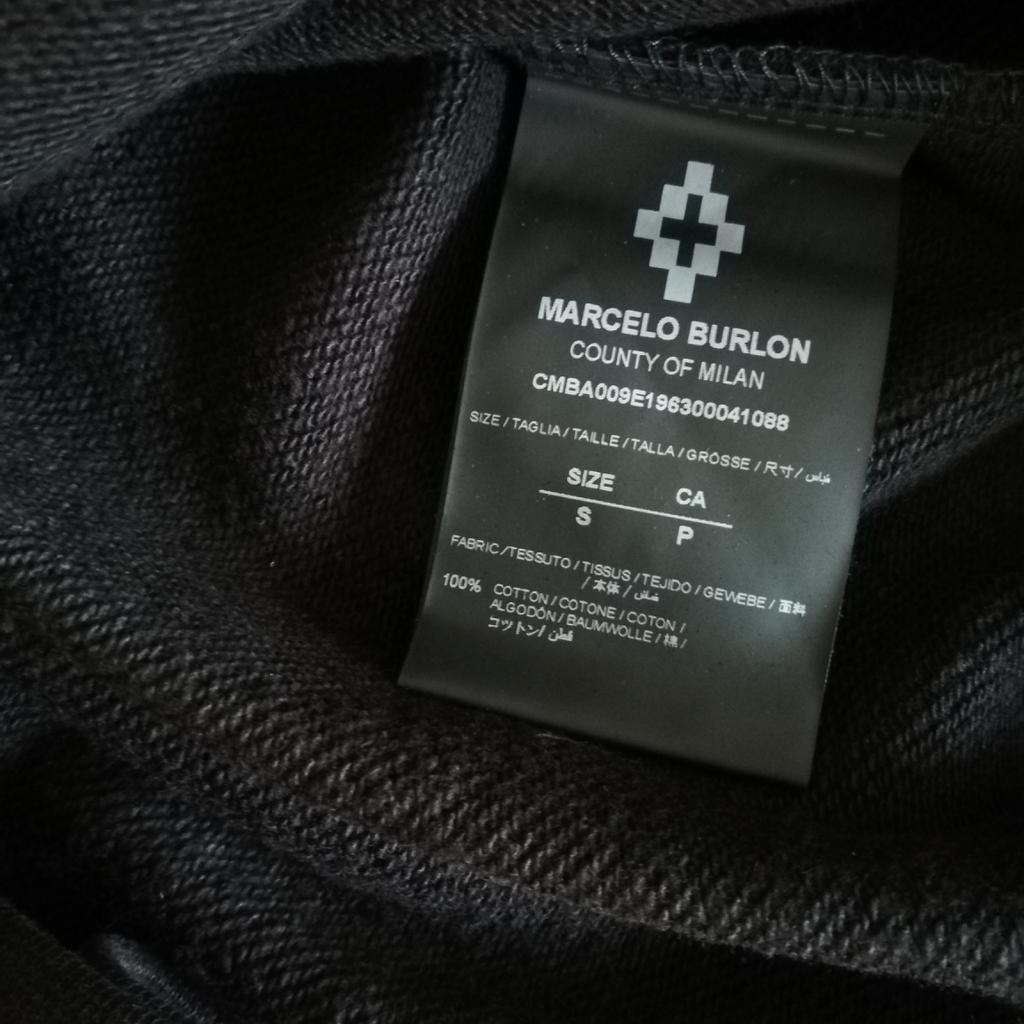 MARCELO BURLON
COUNTY OF MILAN
CMBA009E196300041088
SIZE / TAGLIA / TAILLE / TALLA / GRÖSSE / 尺寸 / قياس
SIZE CA
S P
FABRIC / TESSUTO / TISSUS / TEJIDO / GEWEBE / 面料
/ 本体 / قماش
100% COTTON / COTONE / COTON /
ALGODÓN / BAUMWOLLE / 棉 /
コットン / قطن